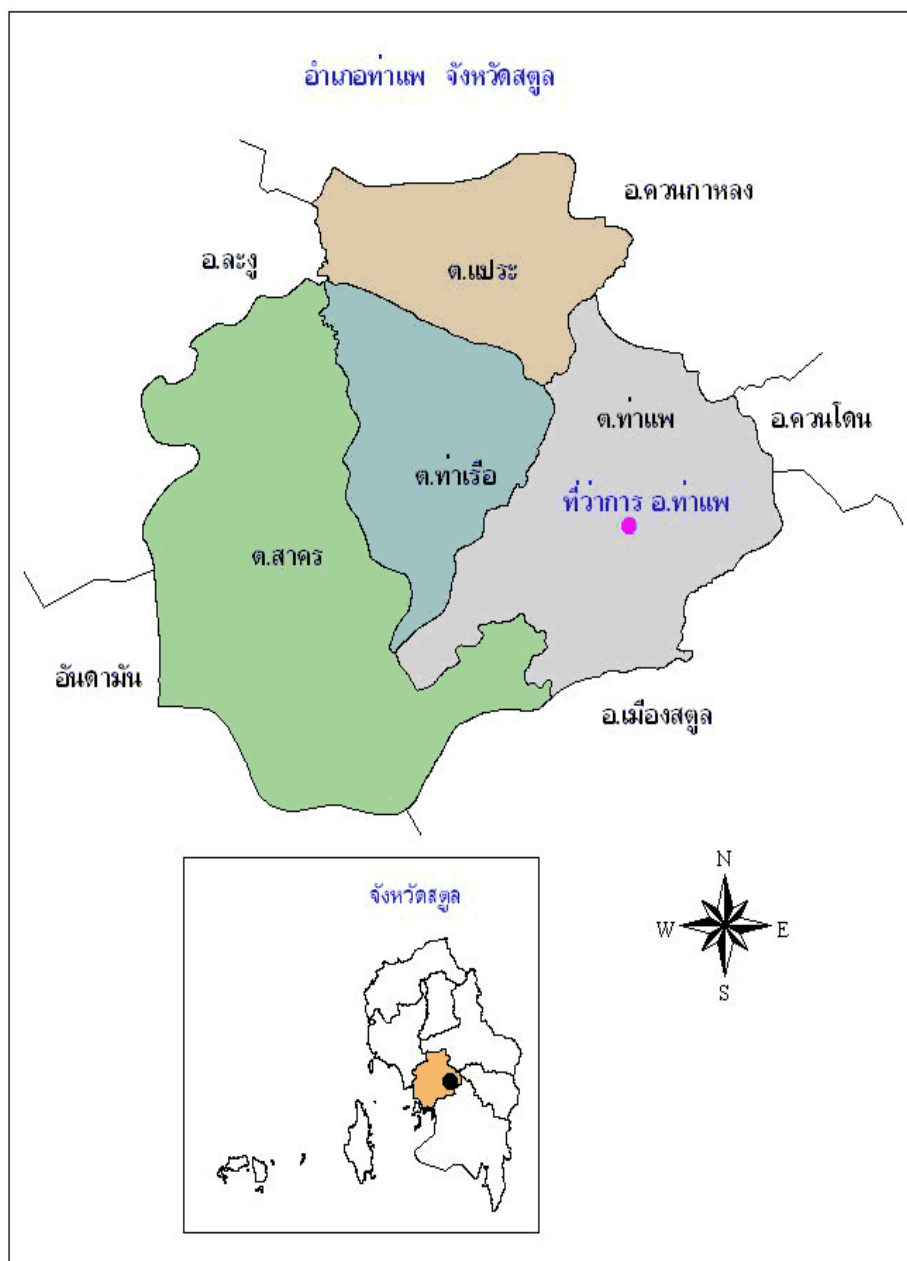 อำเภอท่าแพ จังหวัดสตูล
อ.ควนกาหลง
อ.ละงู
ต.แประ
ต.ท่าแพ
อ.ควนโดน
ต.ท่าเรือ
ที่ว่าการ อ.ท่าแพ
ต.สาคร
อันดามัน
อ.เมืองสตูล
จังหวัดสตูล
N
W E
S